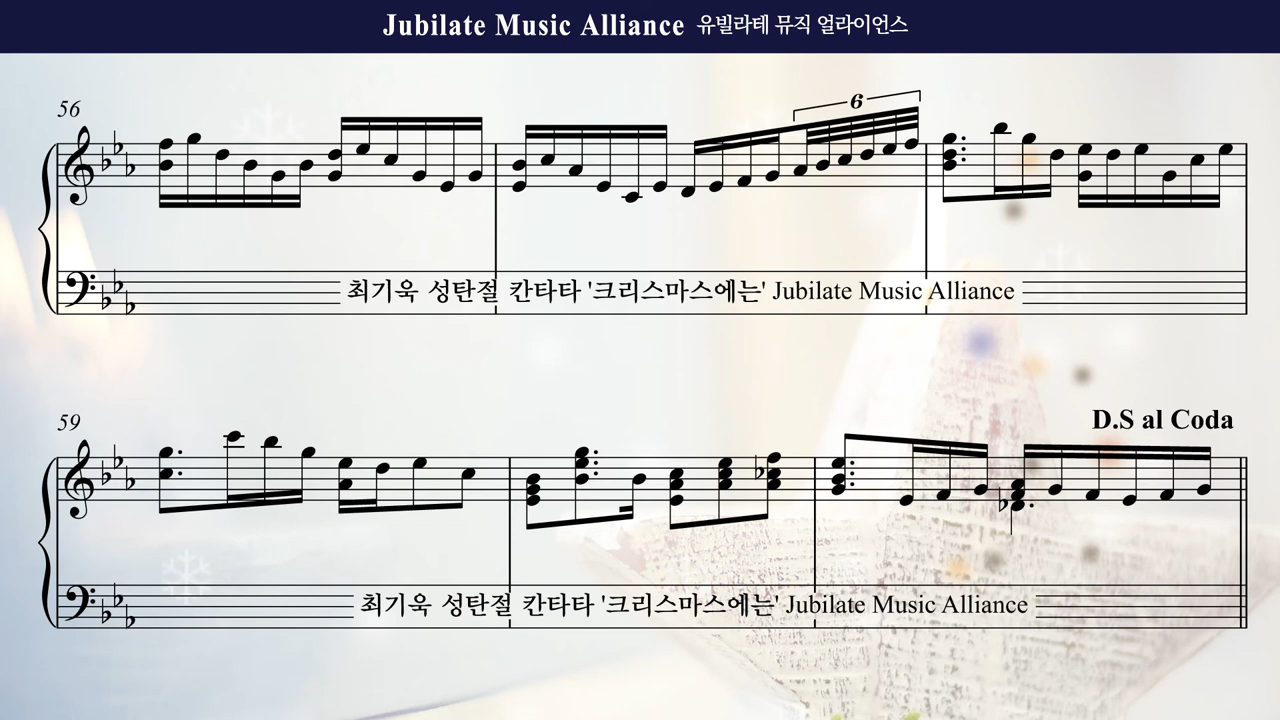 Jubilate Music Alliance 유빌라테 뮤직 얼라이언스
56
6
최기욱 성탄절 칸타타 '크리스마스에는' Jubilate Music Alliance
59
D.S al Coda
최기욱 성탄절 칸타타 '크리스마스에는' Jubilate Music Alliance